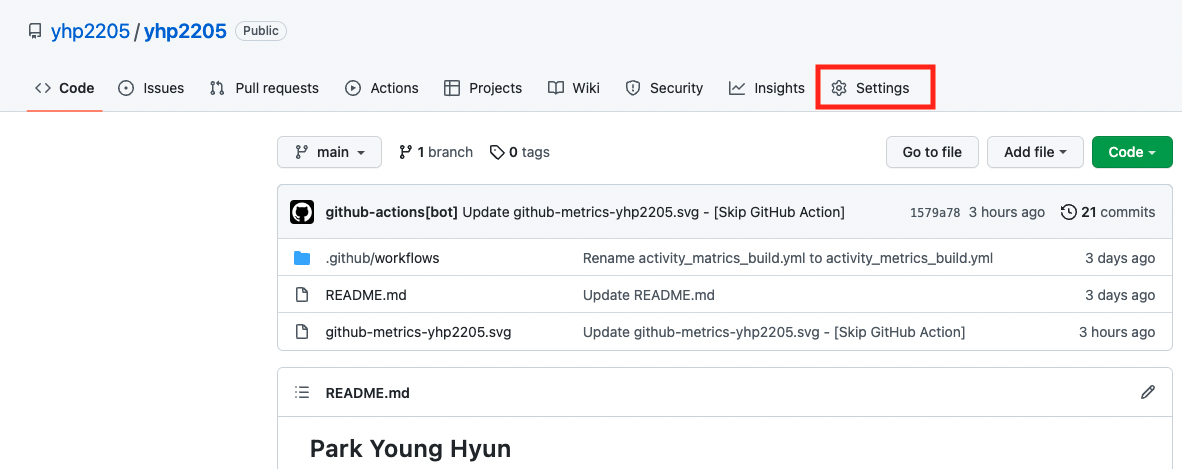 yhp2205 / yhp2205 Public
Code Issues Pull requests Actions Projects Wiki Security Insights Settings
main 1 branch 0 tags Go to file Add file Code
github-actions[bot] Update github-metrics-yhp2205.svg - [Skip GitHub Action] 1579a78 3 hours ago 21 commits
.github/workflows Rename activity_matrics_build.yml to activity_metrics_build.yml 3 days ago
README.md Update README.md 3 days ago
github-metrics-yhp2205.svg Update github-metrics-yhp2205.svg - [Skip GitHub Action] 3 hours ago
README.md
Park Young Hyun